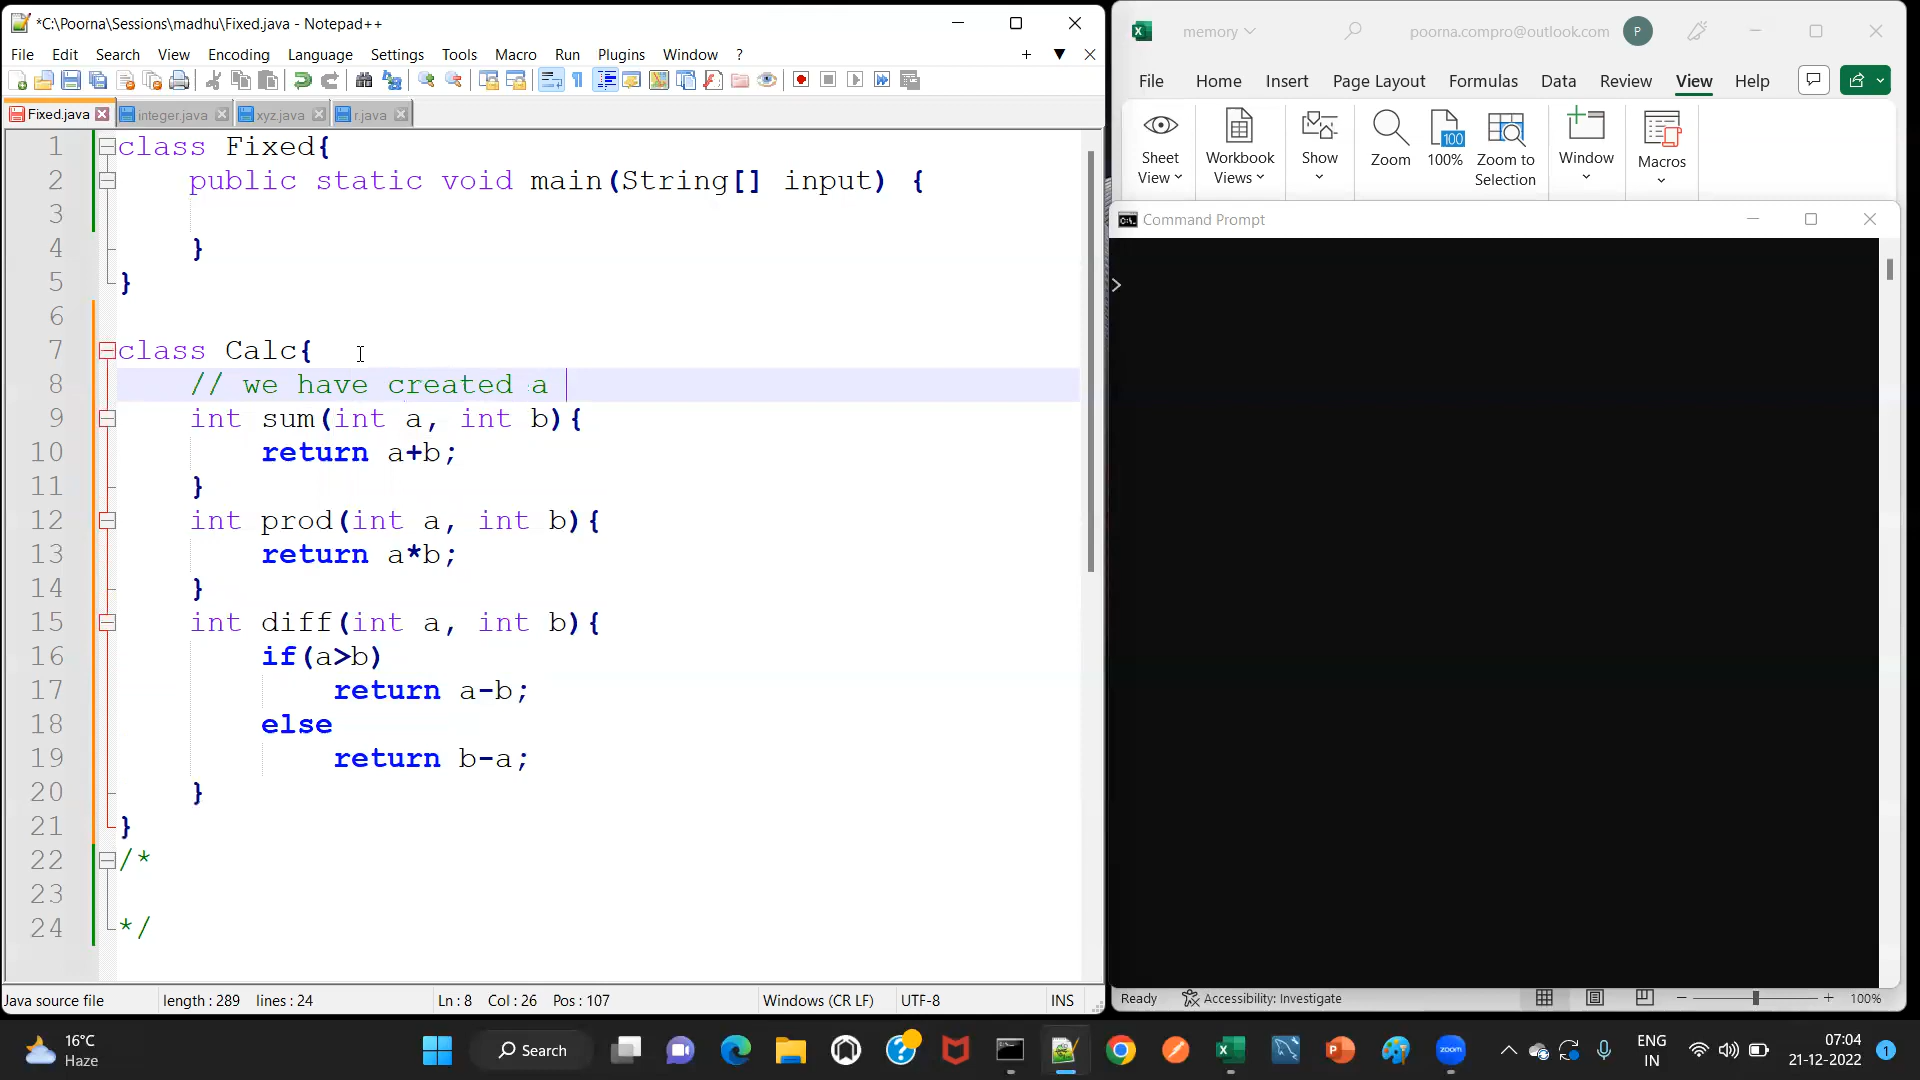 *C:\Poorna\Sessions\madhu\Fixed.java - Notepad++
File Edit Search View Encoding Language Settings Tools Macro Run Plugins Window ?
Fixed.java integer.java xyz.java r.java
1 class Fixed{
2 public static void main(String[] input) {
3
4 }
5 }
6
7 class Calc{
8 // we have created a
9 int sum(int a, int b){
10 return a+b;
11 }
12 int prod(int a, int b){
13 return a*b;
14 }
15 int diff(int a, int b){
16 if(a>b)
17 return a-b;
18 else
19 return b-a;
20 }
21 }
22 /*
23
24 */
Java source file length : 289 lines : 24 Ln : 8 Col : 26 Pos : 107 Windows (CR LF) UTF-8 INS
memory poorna.compro@outlook.com P
File Home Insert Page Layout Formulas Data Review View Help
Sheet View Workbook Views Show Zoom 100 100% Zoom to Selection Window Macros
Command Prompt
>
Ready Accessibility: Investigate 100%
16°C
Haze
Search
zoom
ENG
IN
07:04
21-12-2022
1